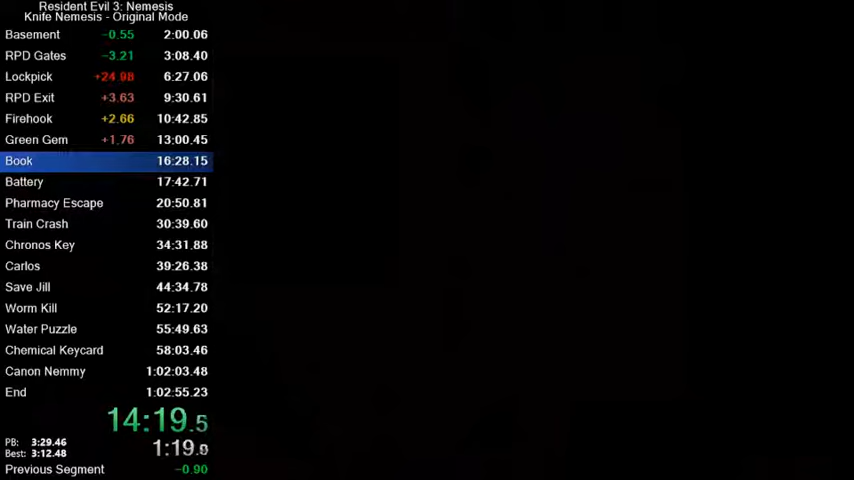 Resident Evil 3: Nemesis
Knife Nemesis - Original Mode
Basement -0.55 2:00.06
RPD Gates -3.21 3:08.40
Lockpick +24.98 6:27.06
RPD Exit +3.63 9:30.61
Firehook +2.66 10:42.85
Green Gem +1.76 13:00.45
Book 16:28.15
Battery 17:42.71
Pharmacy Escape 20:50.81
Train Crash 30:39.60
Chronos Key 34:31.88
Carlos 39:26.38
Save Jill 44:34.78
Worm Kill 52:17.20
Water Puzzle 55:49.63
Chemical Keycard 58:03.46
Canon Nemmy 1:02:03.48
End 1:02:55.23
14:19.5
PB: 3:29.46
Best: 3:12.48
1:19.9
Previous Segment -0.90